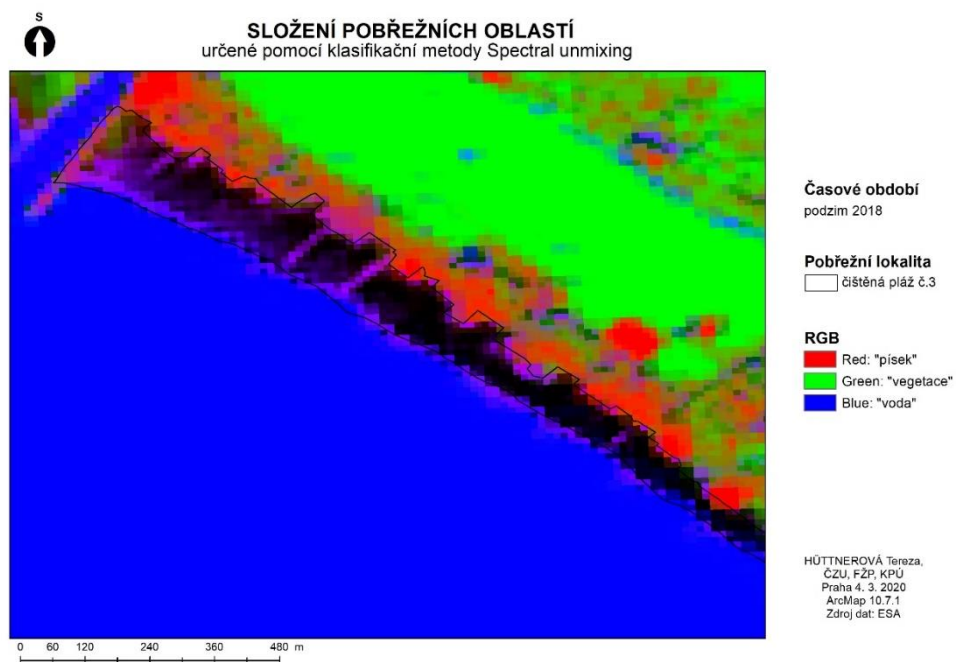 S
SLOŽENÍ POBŘEŽNÍCH OBLASTÍ
určené pomocí klasifikační metody Spectral unmixing
Časové období
podzim 2018
Pobřežní lokalita
čištěná pláž č.3
RGB
Red: "písek"
Green: "vegetace"
Blue: "voda"
HÜTTNEROVÁ Tereza,
ČZU, FŽP, KPÚ
Praha 4. 3. 2020
ArcMap 10.7.1
Zdroj dat: ESA
0 60 120 240 360 480 m